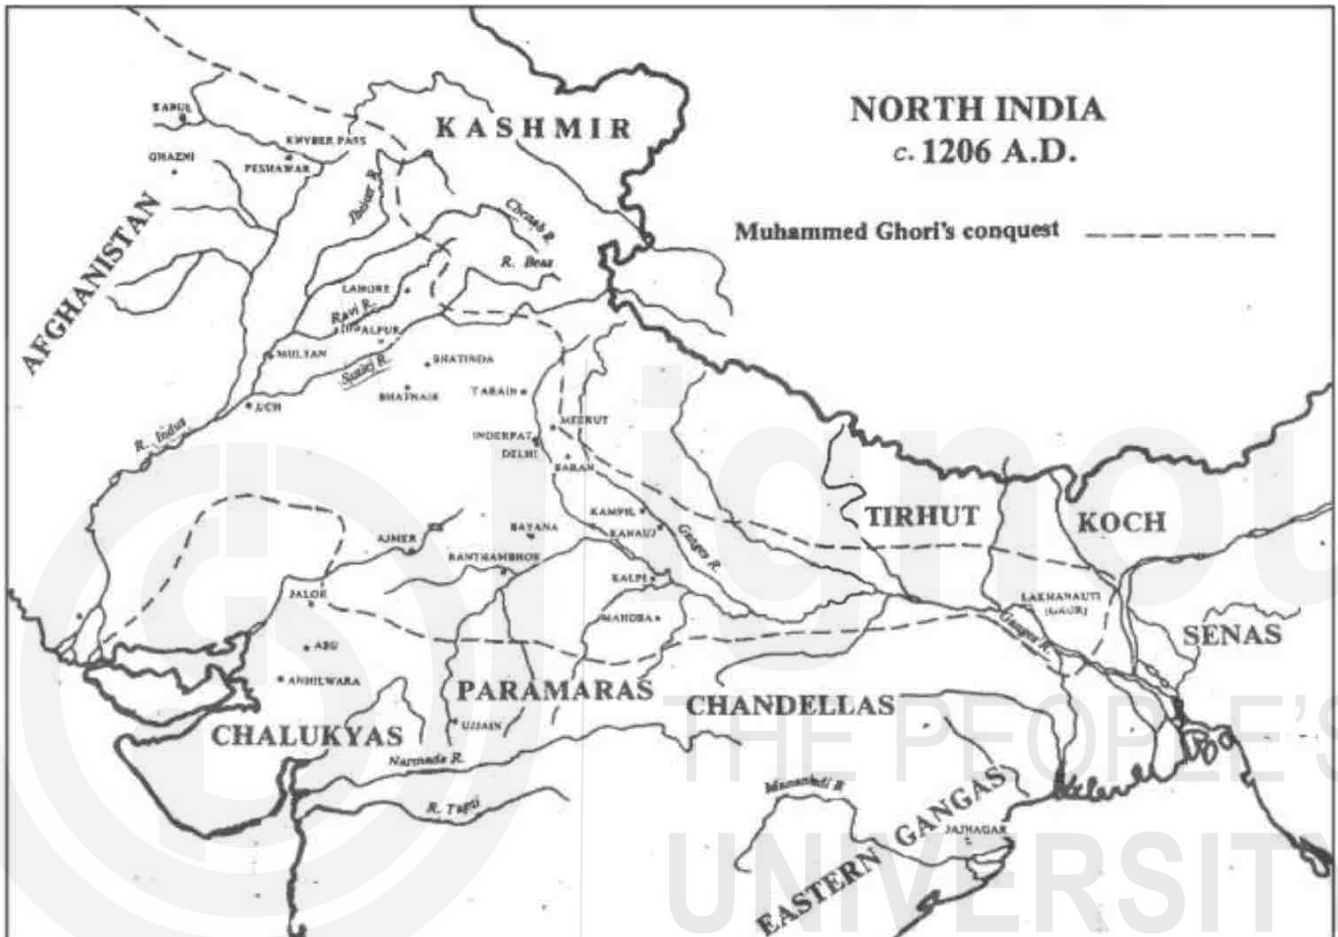 NORTH INDIA
c. 1206 A.D.
Muhammed Ghori's conquest
KASHMIR
KABUL
KHYBER PASS
GHAZNI
PESHAWAR
AFGHANISTAN
Chenab R.
R. Beas
LAHORE
Ravi R.
MULTAN
BHATINDA
Sutlej R.
BHATNAIR
TARAIN
UCH
R. Indus
MEERUT
INDERPAT
DELHI
BARAN
KAMPIL
KANAUJ
Ganges R.
TIRHUT
KOCH
AJMER
BAYANA
RANTHAMBHOR
KALPI
JALOR
MAHOBA
LAKHANAUTI
(GAUR)
Ganges R.
SENAS
ABU
ANHILWARA
PARAMARAS
CHANDELLAS
UJJAIN
CHALUKYAS
Narmada R.
R. Tapti
JAJNAGAR
EASTERN GANGAS
ignou
THE PEOPLE'S
UNIVERSITY